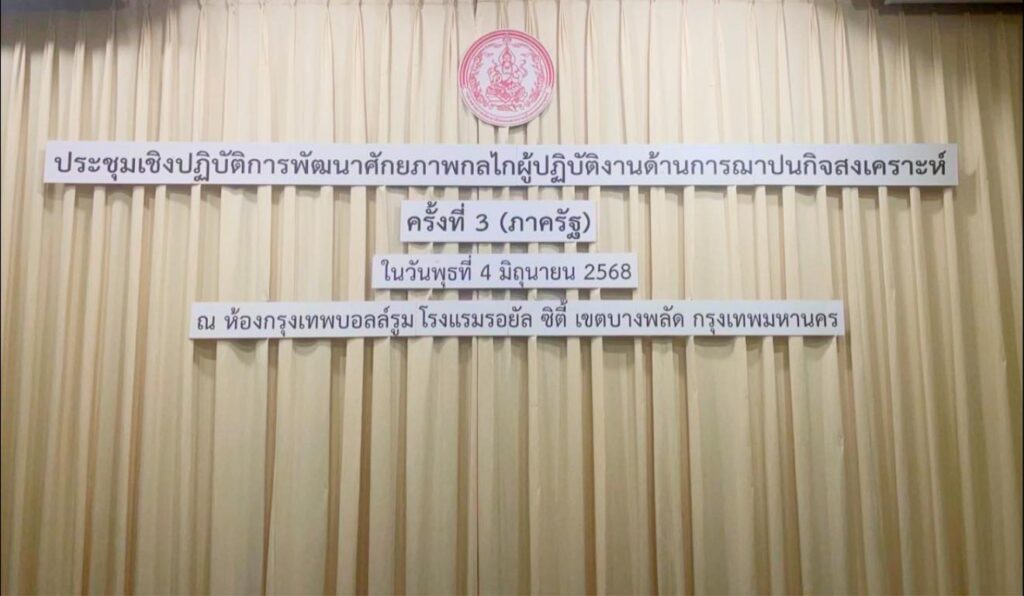 ประชุมเชิงปฏิบัติการพัฒนาศักยภาพกลไกผู้ปฏิบัติงานด้านการฌาปนกิจสงเคราะห์
ครั้งที่ 3 (ภาครัฐ)
ในวันพุธที่ 4 มิถุนายน 2568
ณ ห้องกรุงเทพบอลล์รูม โรงแรมรอยัล ซิตี้ เขตบางพลัด กรุงเทพมหานคร